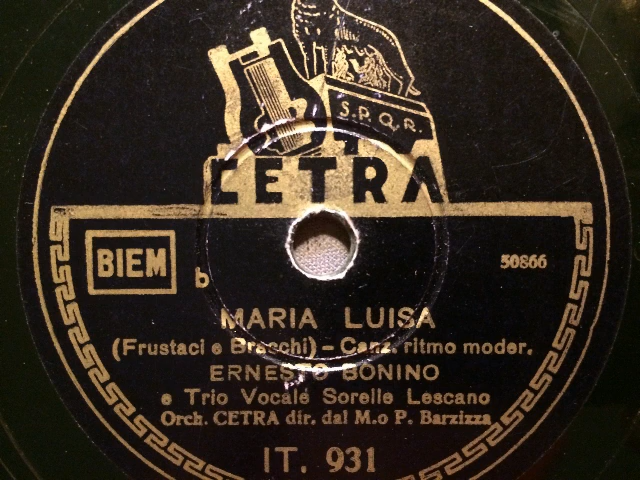 S.P.Q.R.
CETRA
BIEM
b
50866
MARIA LUISA
(Frustaci e Bracchi) - Canz. ritmo moder.
ERNESTO BONINO
e Trio Vocale Sorelle Lescano
Orch. CETRA dir. dal M.o P. Barzizza
IT. 931